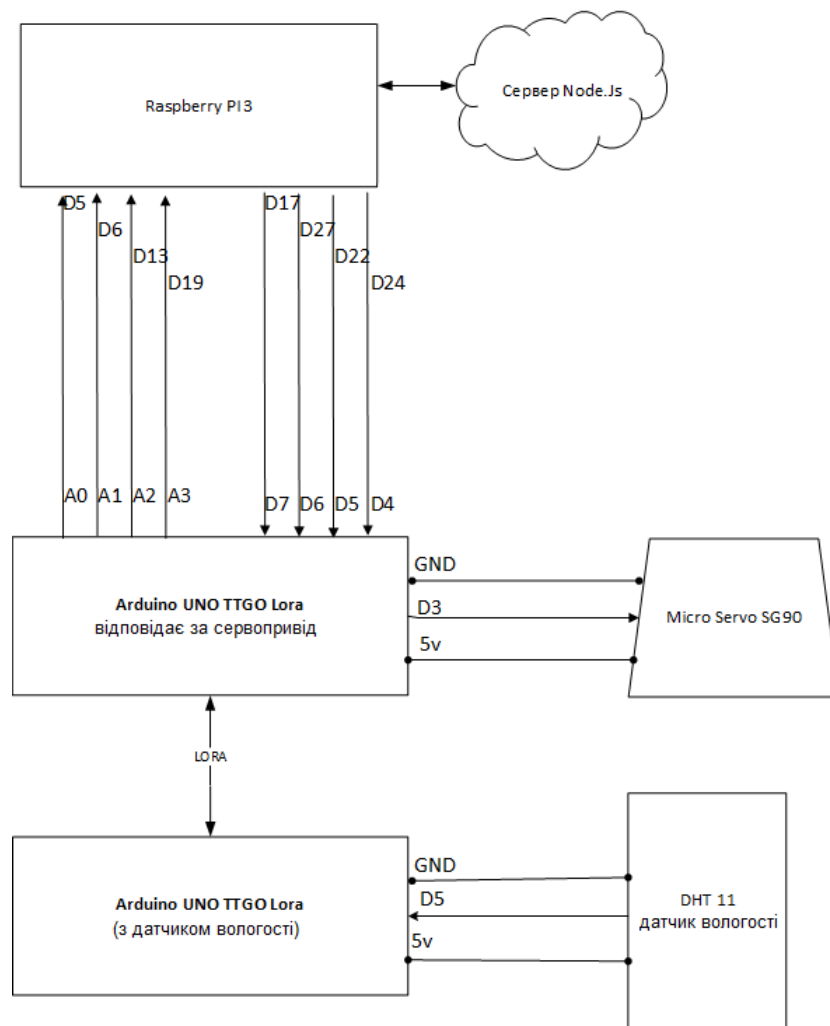 Raspberry PI 3
Сервер Node.Js
D5
D17
D6
D27
D13
D22
D19
D24
A0
A1
A2
A3
D7
D6
D5
D4
Arduino UNO TTGO Lora
відповідає за сервопривід
GND
D3
5v
Micro Servo SG90
LORA
Arduino UNO TTGO Lora
(з датчиком вологості)
GND
D5
5v
DHT 11
датчик вологості